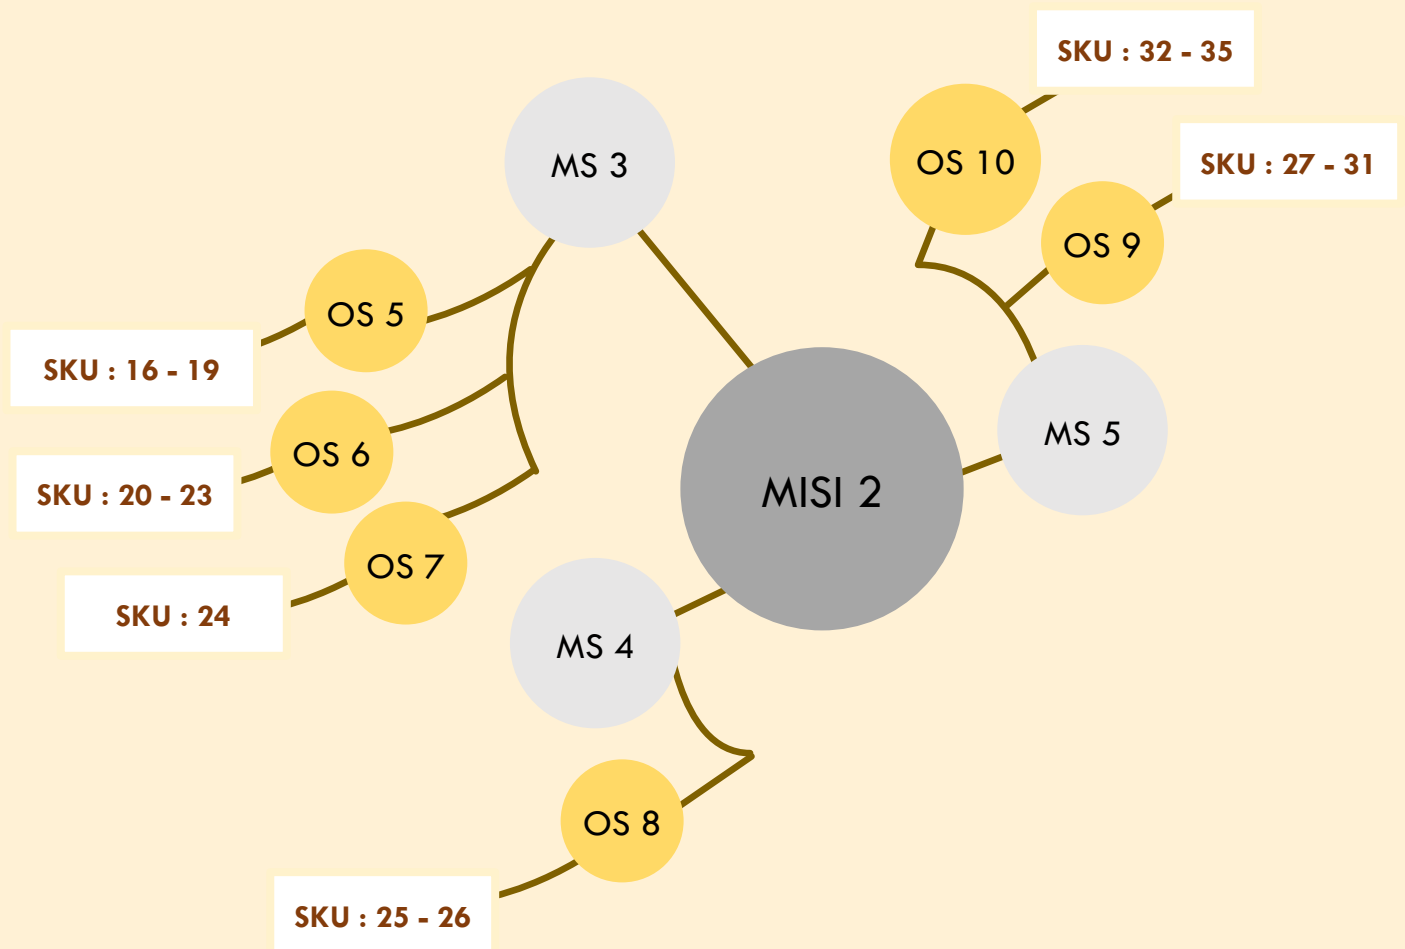 SKU : 32 - 35
MS 3
OS 10
SKU : 27 - 31
OS 9
OS 5
SKU : 16 - 19
MS 5
OS 6
SKU : 20 - 23
MISI 2
OS 7
SKU : 24
MS 4
OS 8
SKU : 25 - 26